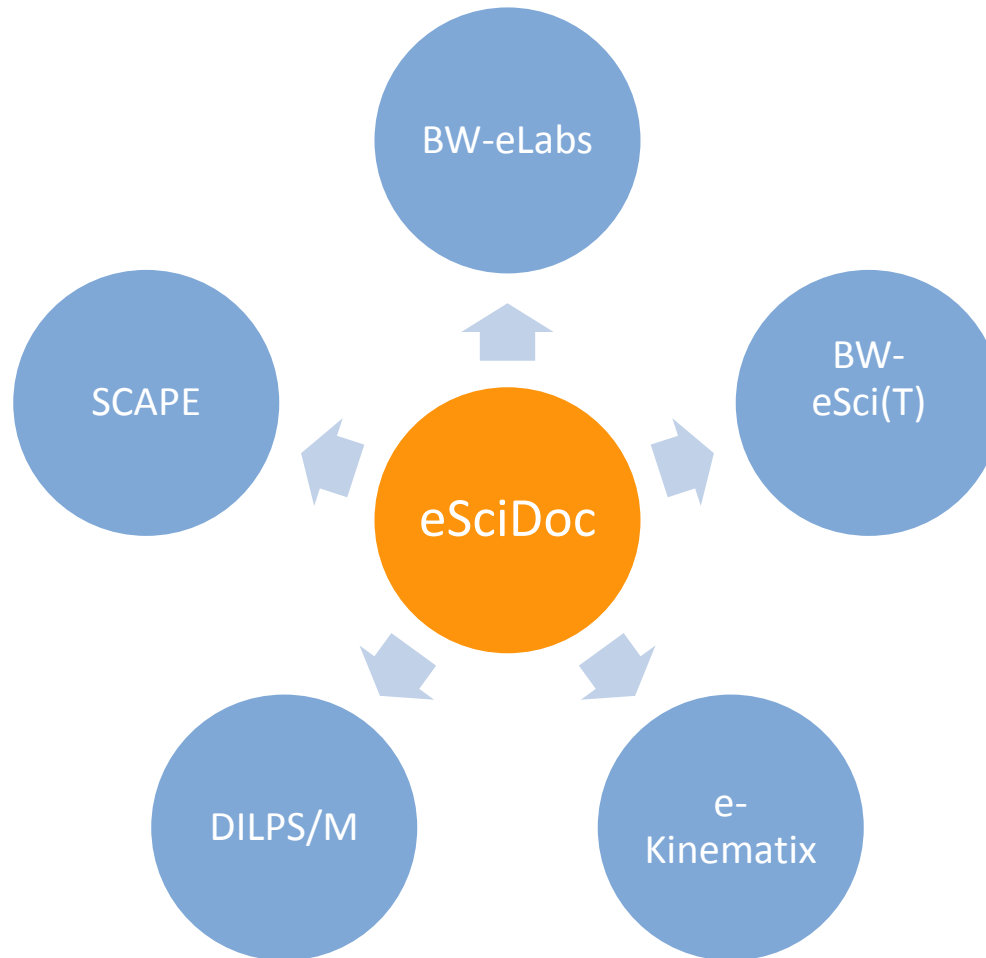 BW-eLabs
BW-
eSci(T)
SCAPE
eSciDoc
DILPS/M
e-
Kinematix